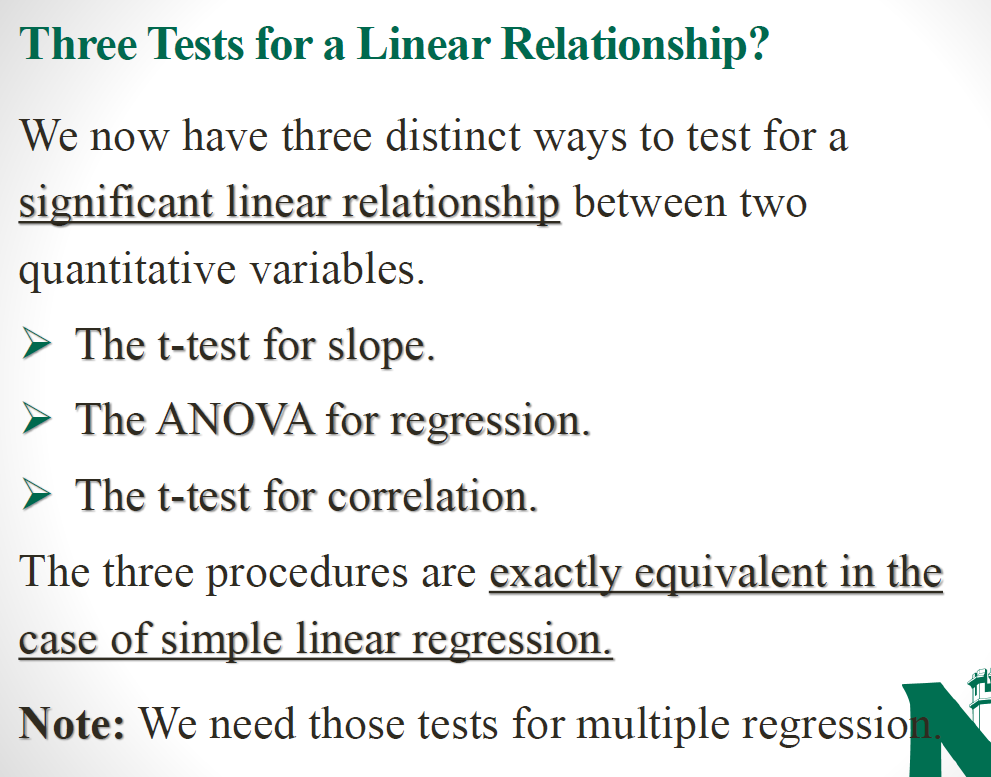 Three Tests for a Linear Relationship?
We now have three distinct ways to test for a
significant linear relationship between two
quantitative variables.
➢ The t-test for slope.
➢ The ANOVA for regression.
➢ The t-test for correlation.
The three procedures are exactly equivalent in the
case of simple linear regression.
Note: We need those tests for multiple regression.